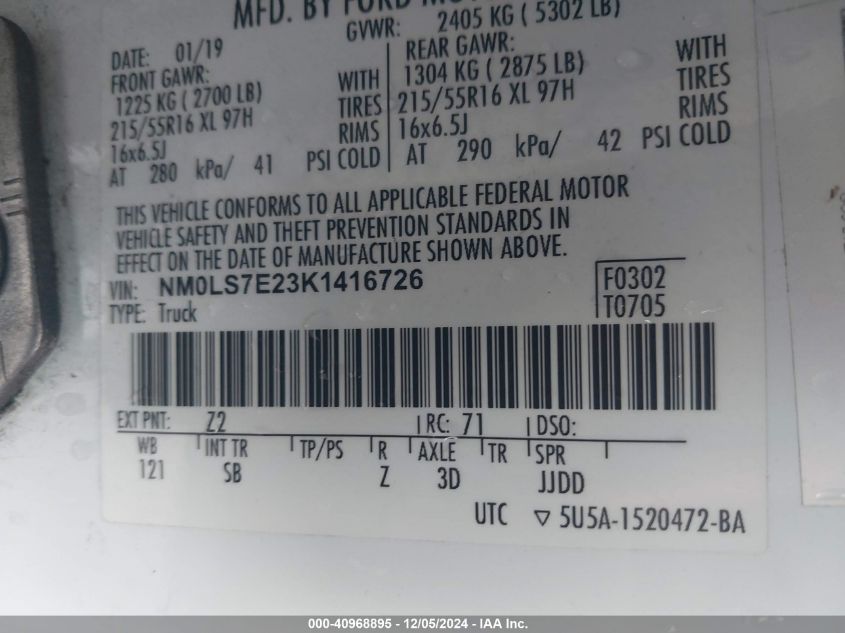 MFD. BY FORD MOTOR
GVWR: 2405 KG ( 5302 LB)
DATE: 01/19
FRONT GAWR:
1225 KG ( 2700 LB)
215/55R16 XL 97H
16x6.5J
AT 280 kPa/ 41 PSI COLD
WITH
TIRES
RIMS
REAR GAWR:
1304 KG ( 2875 LB)
215/55R16 XL 97H
16x6.5J
AT 290 kPa/ 42 PSI COLD
WITH
TIRES
RIMS
THIS VEHICLE CONFORMS TO ALL APPLICABLE FEDERAL MOTOR
VEHICLE SAFETY AND THEFT PREVENTION STANDARDS IN
EFFECT ON THE DATE OF MANUFACTURE SHOWN ABOVE.
VIN: NM0LS7E23K1416726
TYPE: Truck
F0302
T0705
EXT PNT: Z2 RC: 71 DSO:
WB INT TR TP/PS R AXLE TR SPR
121 SB Z 3D JJDD
UTC ▽ 5U5A-1520472-BA
000-40968895 - 12/05/2024 - IAA Inc.